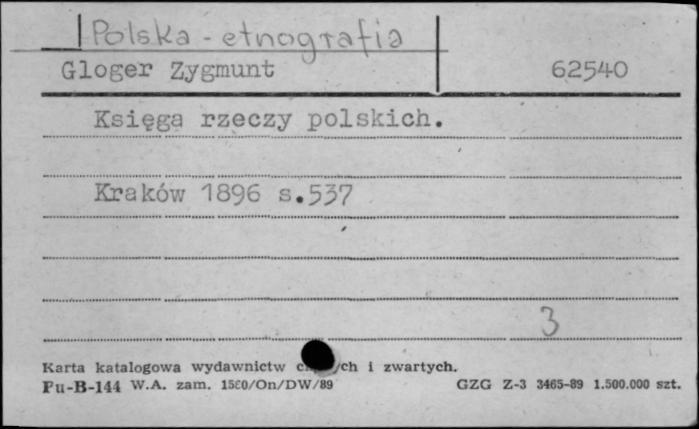 Polska - etnografia
Gloger Zygmunt 62540
Księga rzeczy polskich.
Kraków 1896 s.537
3
Karta katalogowa wydawnictw i zwartych.
Pu-B-144 W.A. zam. 1560/On/DW/89 GZG Z-3 3465-89 1.500.000 szt.